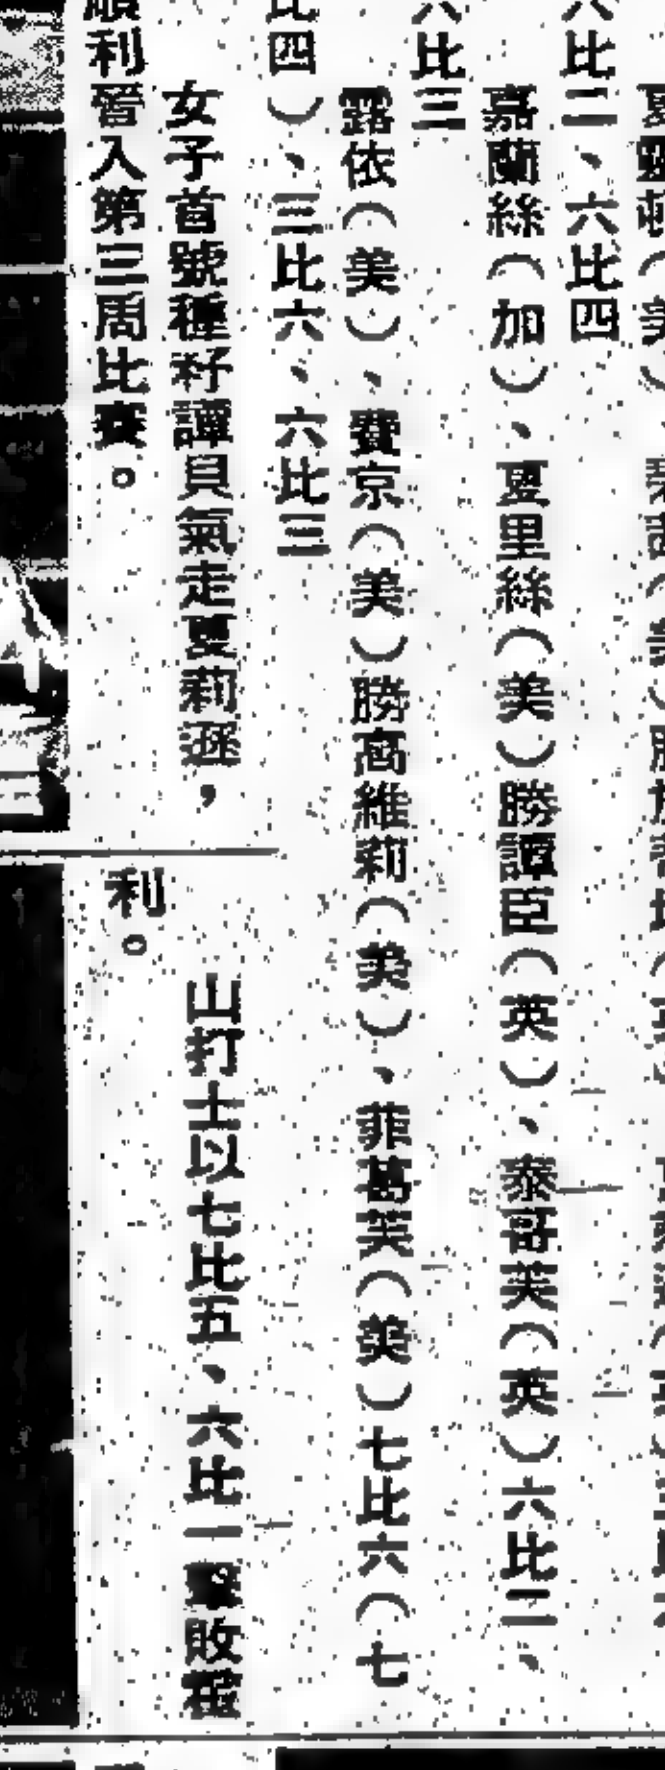 比二、六比四
嘉蘭絲（加）、夏里絲（美）勝譚臣（英）、泰哥芙（英）六比二、
比三
露依（美）、費京（美）勝高維莉（美）、菲葛芙（美）七比六（七
比四）、三比六、六比三
女子首號種籽譚貝氣走夏莉遜，
順利晉入第三周比賽。
山打士以七比五、六比一擊敗
利。